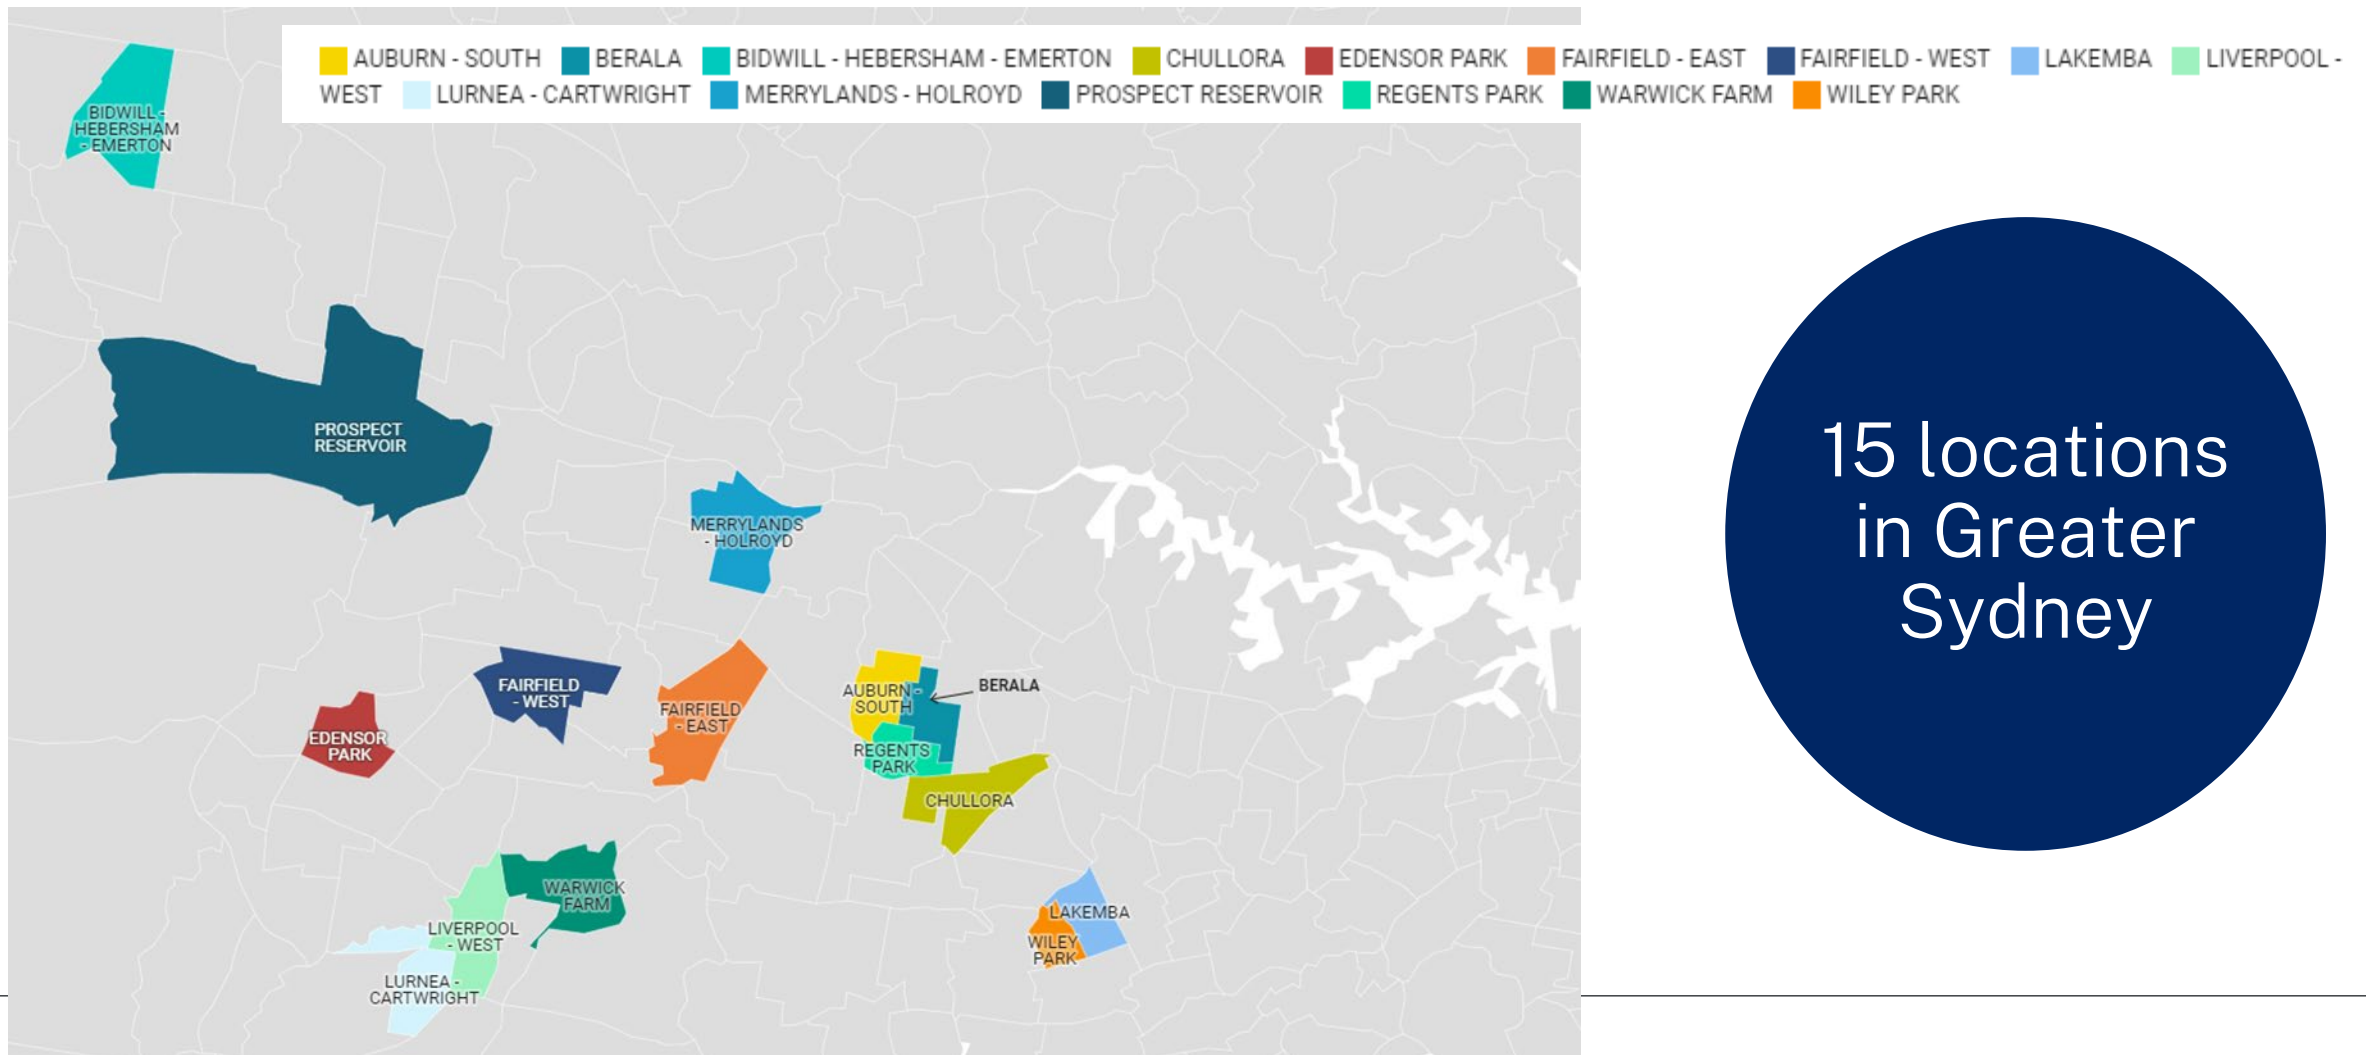 AUBURN - SOUTH BERALA BIDWILL - HEBERSHAM - EMERTON CHULLORA EDENSOR PARK FAIRFIELD - EAST FAIRFIELD - WEST LAKEMBA LIVERPOOL -
WEST LURNEA - CARTWRIGHT MERRYLANDS - HOLROYD PROSPECT RESERVOIR REGENTS PARK WARWICK FARM WILEY PARK
BIDWILL -
HEBERSHAM
- EMERTON
PROSPECT
RESERVOIR
MERRYLANDS
- HOLROYD
FAIRFIELD
- WEST
EDENSOR
PARK
FAIRFIELD
- EAST
AUBURN -
SOUTH
BERALA
REGENTS
PARK
CHULLORA
WARWICK
FARM
LIVERPOOL
- WEST
LURNEA -
CARTWRIGHT
LAKEMBA
WILEY
PARK
15 locations
in Greater
Sydney